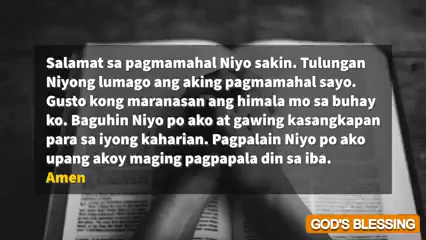 Salamat sa pagmamahal Niyo sakin. Tulungan
Niyong lumago ang aking pagmamahal sayo.
Gusto kong maranasan ang himala mo sa buhay
ko. Baguhin Niyo po ako at gawing kasangkapan
para sa iyong kaharian. Pagpalain Niyo po ako
upang akoy maging pagpapala din sa iba.
Amen
GOD'S BLESSING